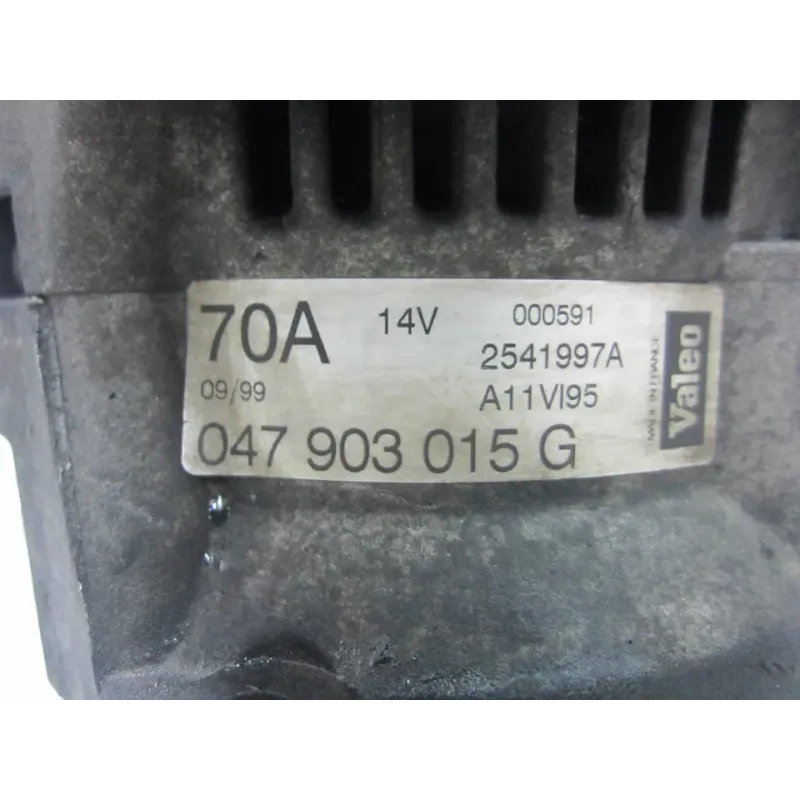 70A 14V 000591
2541997A
09/99 A11VI95
047 903 015 G
Valeo
MADE IN FRANCE